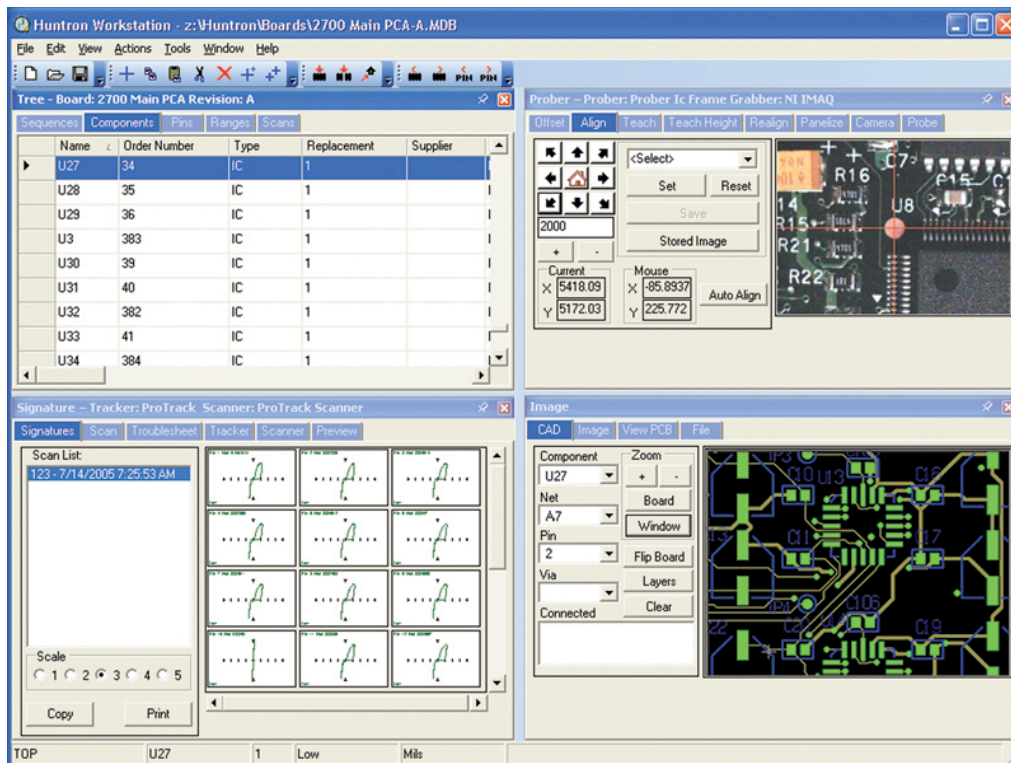 Huntron Workstation - z:\Huntron\Boards\2700 Main PCA-A.MDB
File Edit View Actions Tools Window Help
PIN PIN
Tree - Board: 2700 Main PCA Revision: A
Sequences Components Pins Ranges Scans
Name Order Number Type Replacement Supplier
U27 34 IC 1
U28 35 IC 1
U29 36 IC 1
U3 383 IC 1
U30 39 IC 1
U31 40 IC 1
U32 382 IC 1
U33 41 IC 1
U34 384 IC 1
Prober – Prober: Prober Ic Frame Grabber: NI IMAQ
Offset Align Teach Teach Height Realign Panelize Camera Probe
<Select>
Set Reset
Save
Stored Image
2000
+ -
Current Mouse
X 5418.09 X -85.8937
Y 5172.03 Y 225.772
Auto Align
C7
R16
C15
U8
R15
R21
R22
Signature – Tracker: ProTrack Scanner: ProTrack Scanner
Signatures Scan Troublesheet Tracker Scanner Preview
Scan List:
123 - 7/14/2005 7:25:53 AM
Scale
1 2 3 4 5
Copy Print
Image
CAD Image View PCB File
Component Zoom
U27 + -
Net Board
A7 Window
Pin
2 Flip Board
Via Layers
Clear
Connected
TP3
C10 U13 C16
C11 C17
TP4 C106
C20 C19
TOP U27 1 Low Mils